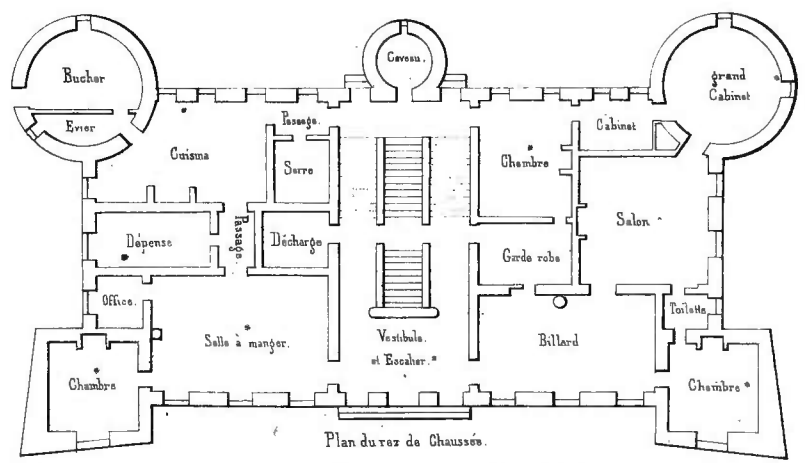 Caveau.
Bucher
grand
Cabinet
Evier
Passage.
Cabinet
Cuisma
Serre
Chambre
Salon
Passage.
Dépense
Décharge
Garde robe
Office.
Toilette
Salle à manger.
Vestibule
et Escalier.
Billard
Chambre
Chambre
Plan du rez de Chaussée.